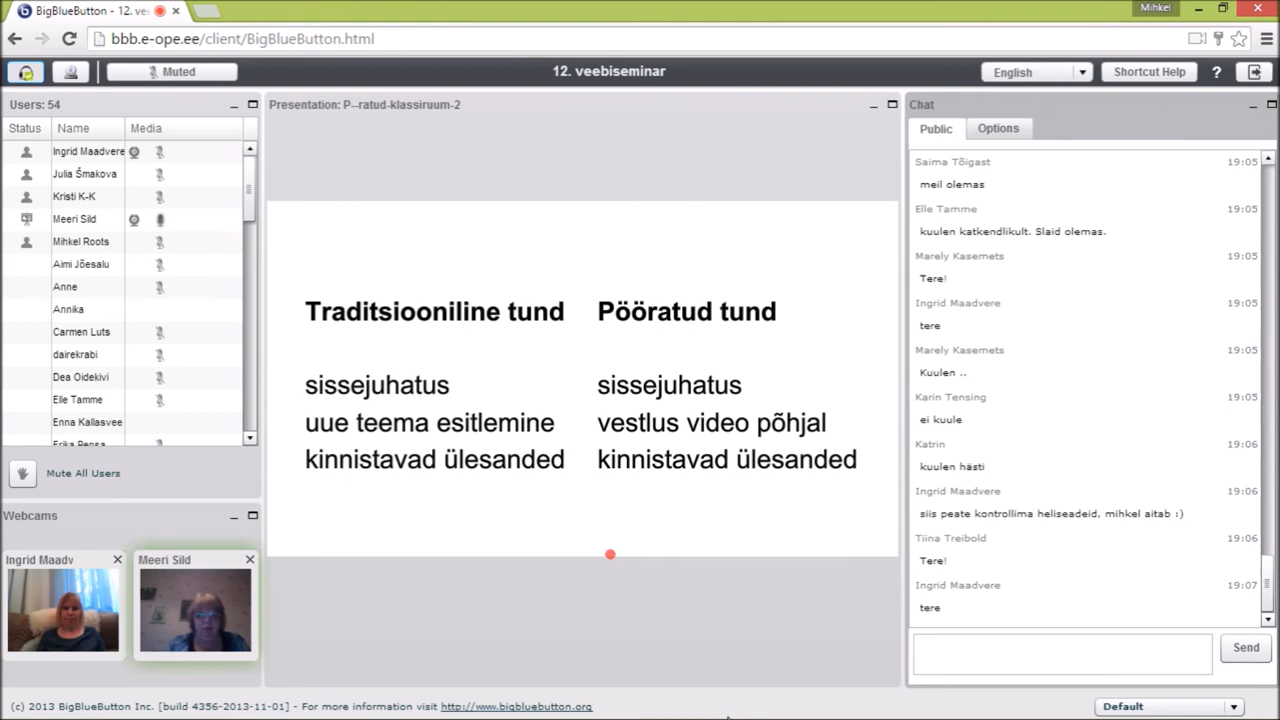 BigBlueButton - 12. vee
Mihkel
bbb.e-ope.ee/client/BigBlueButton.html
Muted
12. veebiseminar
English
Shortcut Help
?
Users: 54
Status Name Media
Ingrid Maadvere
Julia Šmakova
Kristi K-K
Meeri Sild
Mihkel Roots
Aimi Jõesalu
Anne
Annika
Carmen Luts
dairekrabi
Dea Oidekivi
Elle Tamme
Enna Kallasvee
Erika Pensa
Mute All Users
Webcams
Ingrid Maadv
Meeri Sild
Presentation: P--ratud-klassiruum-2
Traditsiooniline tund Pööratud tund
sissejuhatus sissejuhatus
uue teema esitlemine vestlus video põhjal
kinnistavad ülesanded kinnistavad ülesanded
Chat
Public Options
Saima Tõigast 19:05
meil olemas
Elle Tamme 19:05
kuulen katkendlikult. Slaid olemas.
Marely Kasemets 19:05
Tere!
Ingrid Maadvere 19:05
tere
Marely Kasemets 19:05
Kuulen ..
Karin Tensing 19:05
ei kuule
Katrin 19:06
kuulen hästi
Ingrid Maadvere 19:06
siis peate kontrollima heliseadeid, mihkel aitab :)
Tiina Treibold 19:06
Tere!
Ingrid Maadvere 19:07
tere
Send
(c) 2013 BigBlueButton Inc. [build 4356-2013-11-01] - For more information visit http://www.bigbluebutton.org
Default